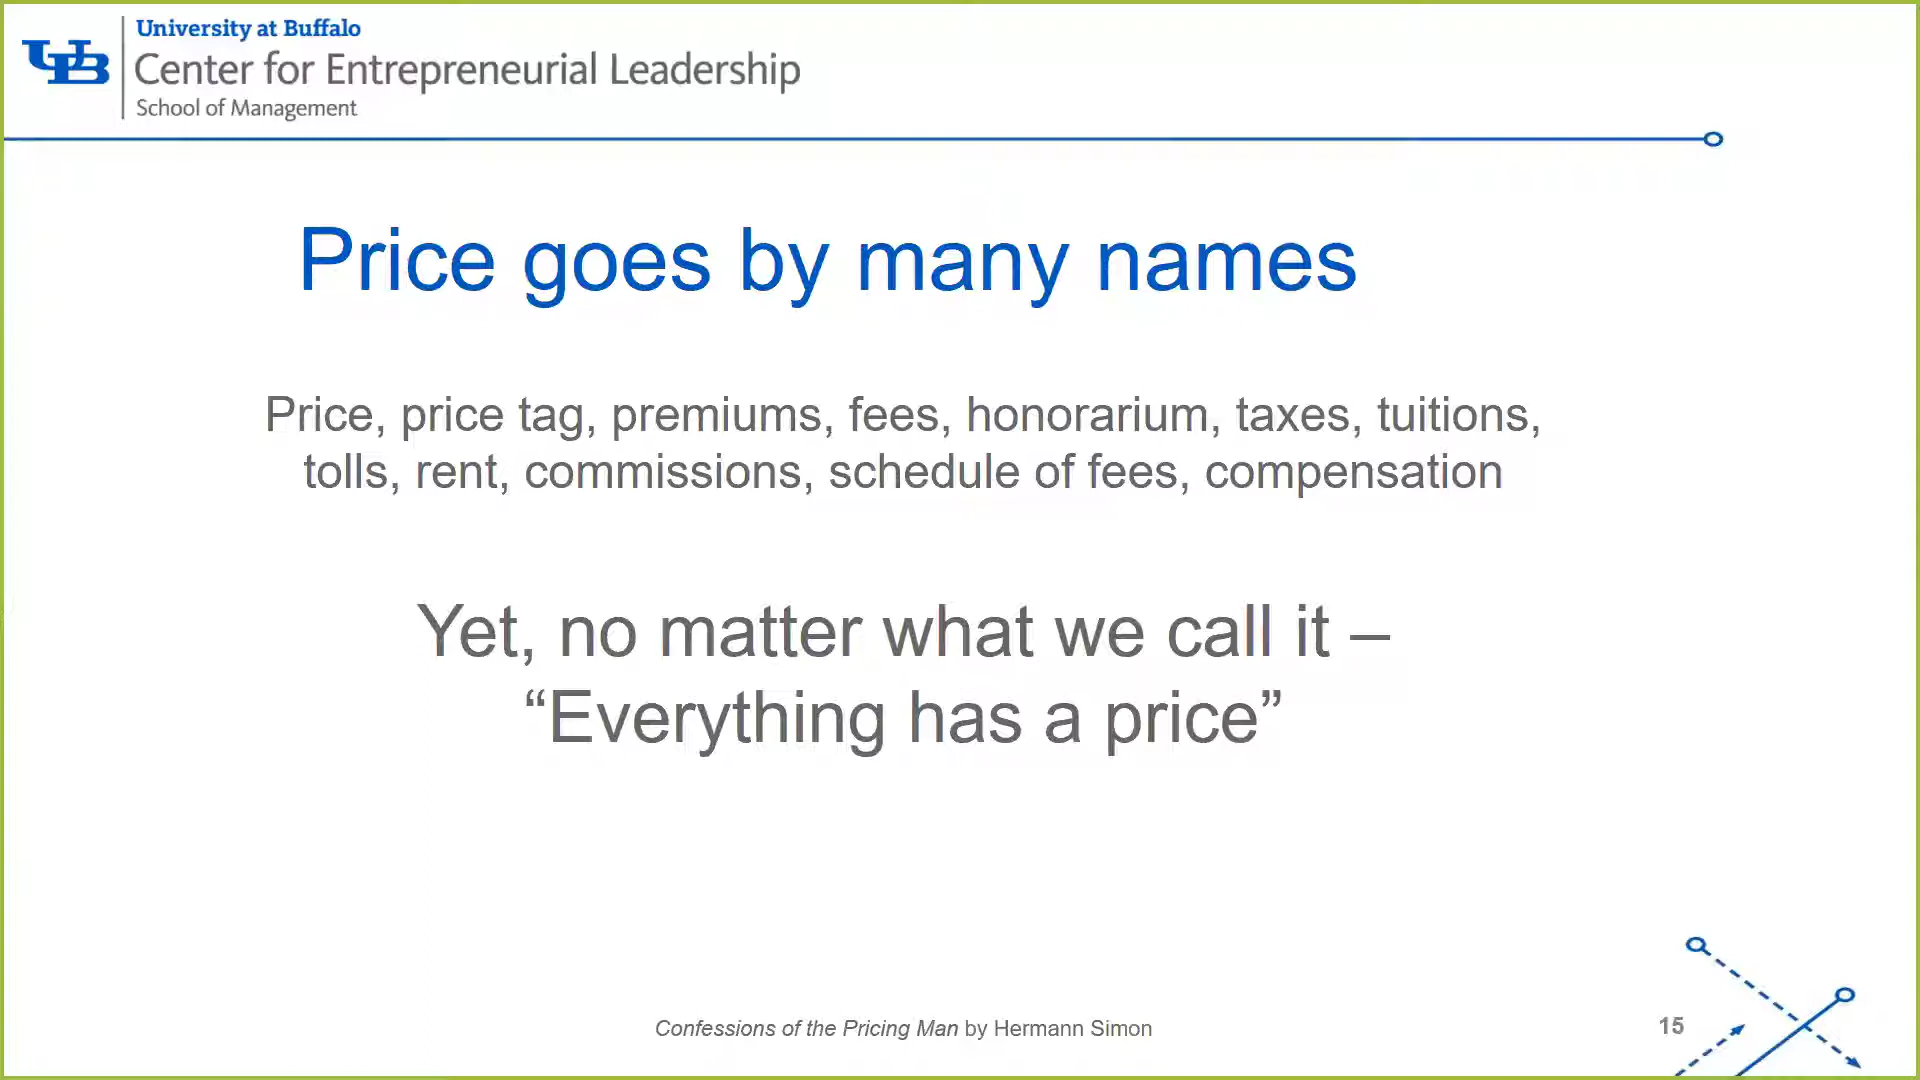 University at Buffalo
UB
Center for Entrepreneurial Leadership
School of Management
Price goes by many names
Price, price tag, premiums, fees, honorarium, taxes, tuitions,
tolls, rent, commissions, schedule of fees, compensation
Yet, no matter what we call it –
“Everything has a price”
Confessions of the Pricing Man by Hermann Simon
15